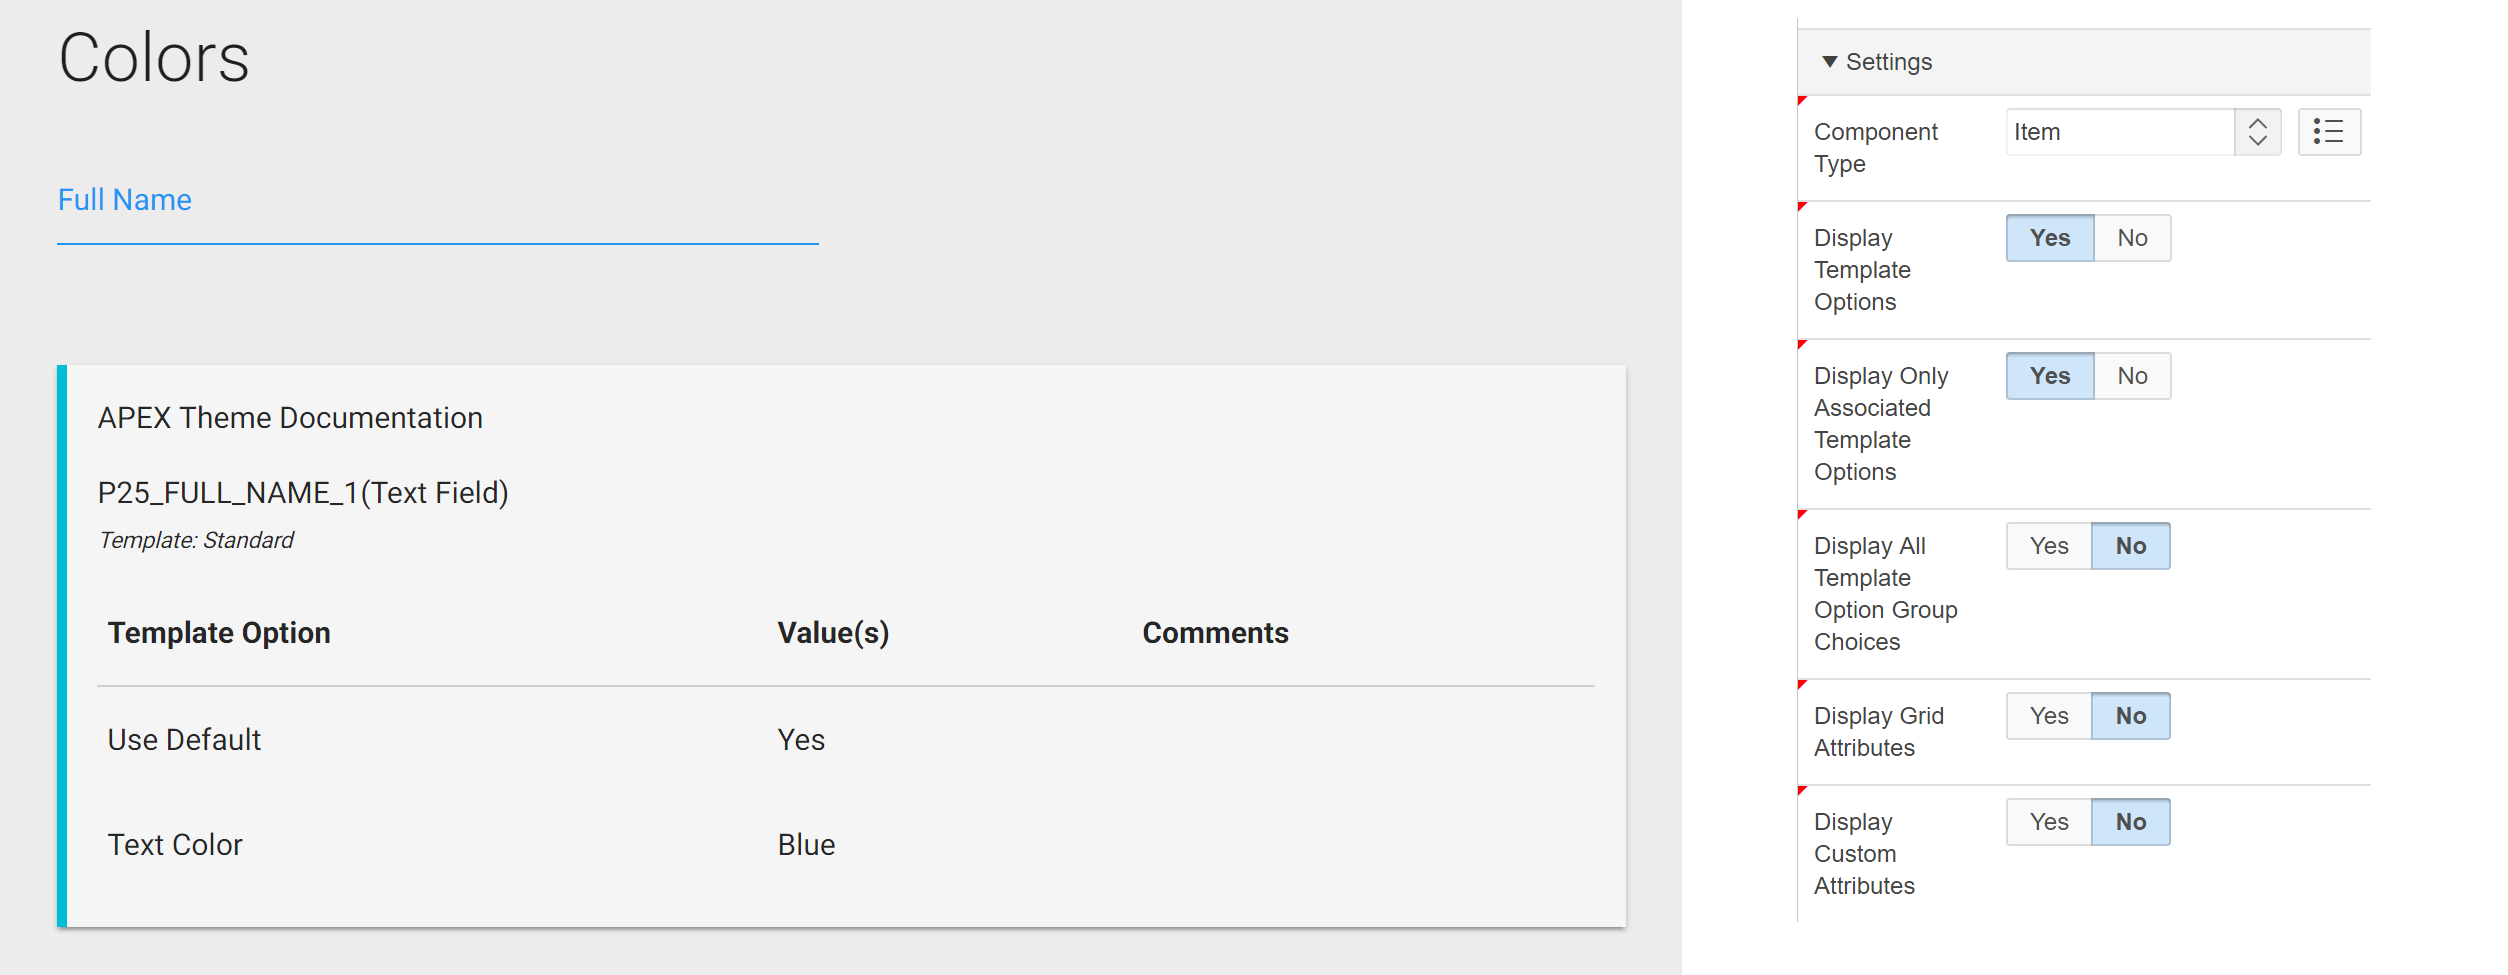 Colors
Full Name
APEX Theme Documentation
P25_FULL_NAME_1(Text Field)
Template: Standard
Template Option Value(s) Comments
Use Default Yes
Text Color Blue
Settings
Component
Type
Item
Display
Template
Options
Yes No
Display Only
Associated
Template
Options
Yes No
Display All
Template
Option Group
Choices
Yes No
Display Grid
Attributes
Yes No
Display
Custom
Attributes
Yes No